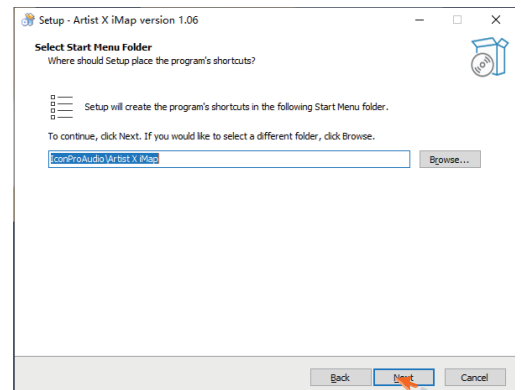 Setup - Artist X iMap version 1.06
Select Start Menu Folder
Where should Setup place the program's shortcuts?
Setup will create the program's shortcuts in the following Start Menu folder.
To continue, click Next. If you would like to select a different folder, click Browse.
IconProAudio\Artist X iMap
Browse...
Back
Next
Cancel